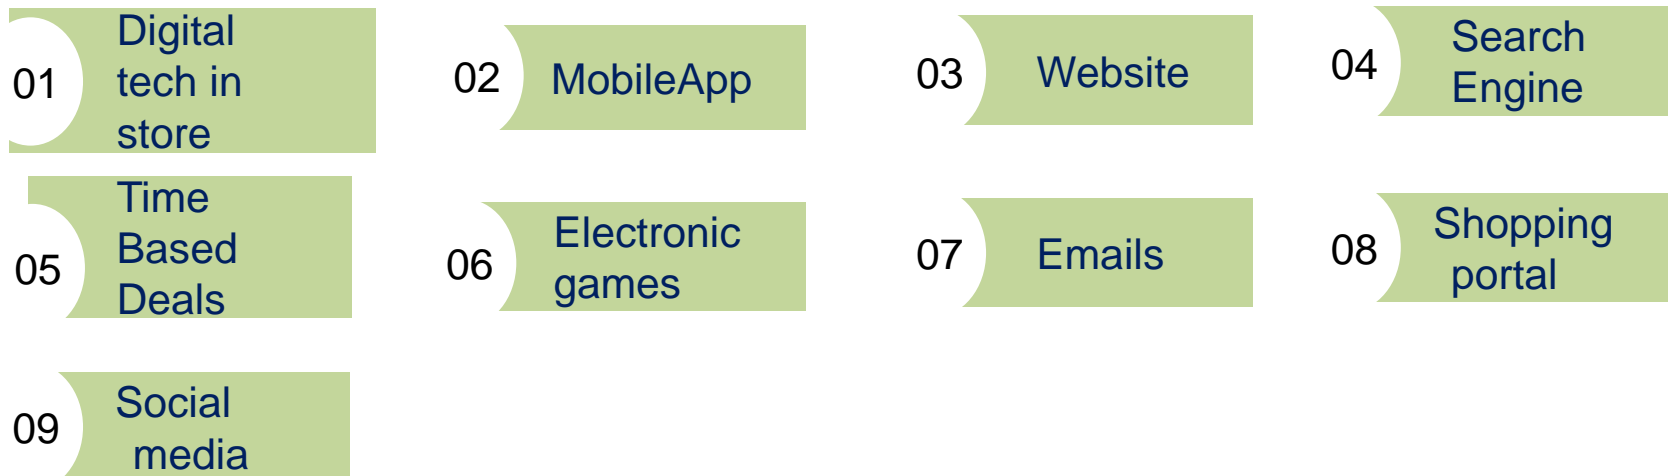 01
Digital
tech in
store
02
MobileApp
03
Website
04
Search
Engine
05
Time
Based
Deals
06
Electronic
games
07
Emails
08
Shopping
portal
09
Social
media